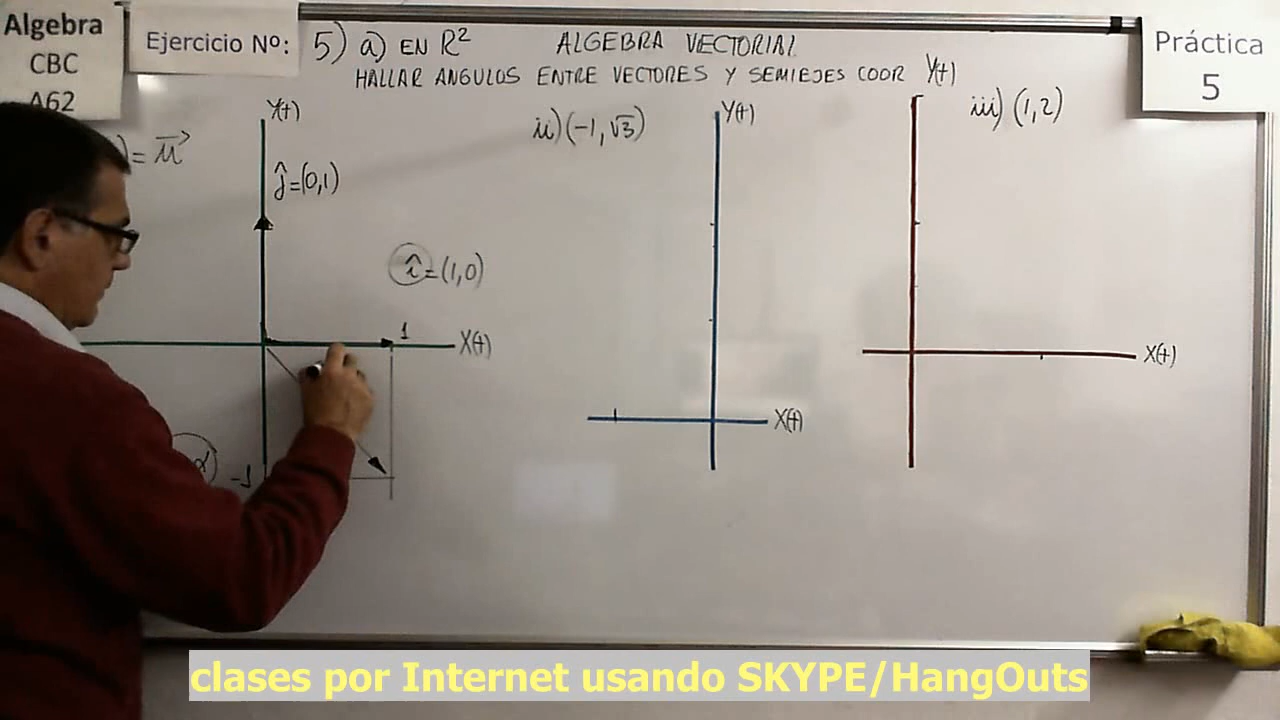 Algebra
CBC
A62
Ejercicio Nº:
5) a) EN R²
ALGEBRA VECTORIAL
HALLAR ANGULOS ENTRE VECTORES Y SEMIEJES COOR
Práctica
5
) = u⃗
Y(+)
ĵ=(0,1)
î=(1,0)
1
X(+)
α
-1
ii) (-1, √3)
Y(+)
X(+)
Y(+)
iii) (1,2)
X(+)
clases por Internet usando SKYPE/HangOuts